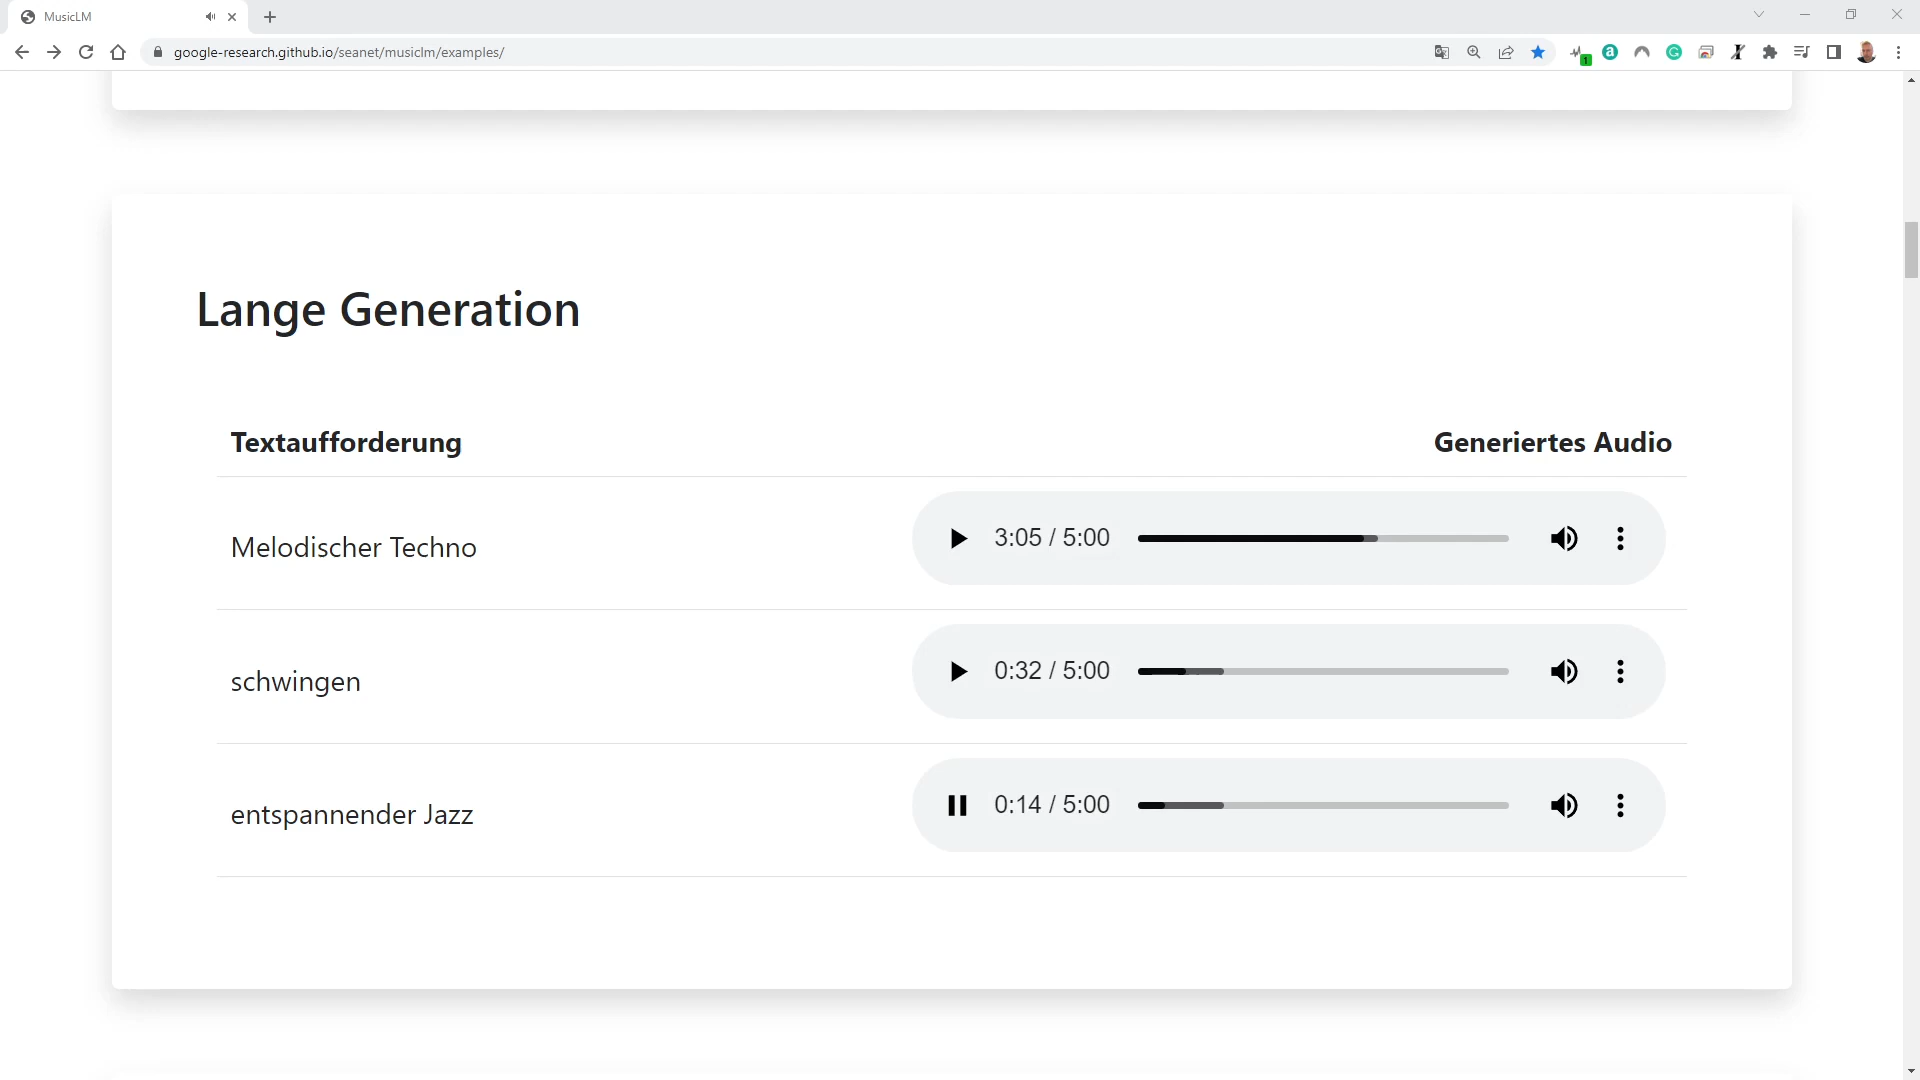 MusicLM
google-research.github.io/seanet/musiclm/examples/
1
Lange Generation
Textaufforderung
Generiertes Audio
Melodischer Techno
3:05 / 5:00
schwingen
0:32 / 5:00
entspannender Jazz
0:14 / 5:00